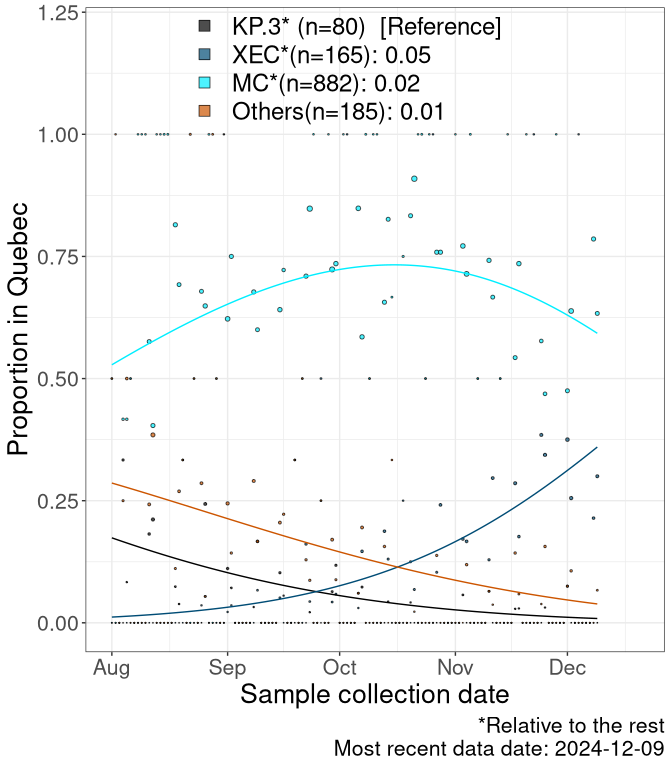 KP.3* (n=80) [Reference]
XEC*(n=165): 0.05
MC*(n=882): 0.02
Others(n=185): 0.01
1.25
1.00
0.75
0.50
0.25
0.00
Proportion in Quebec
Aug Sep Oct Nov Dec
Sample collection date
*Relative to the rest
Most recent data date: 2024-12-09